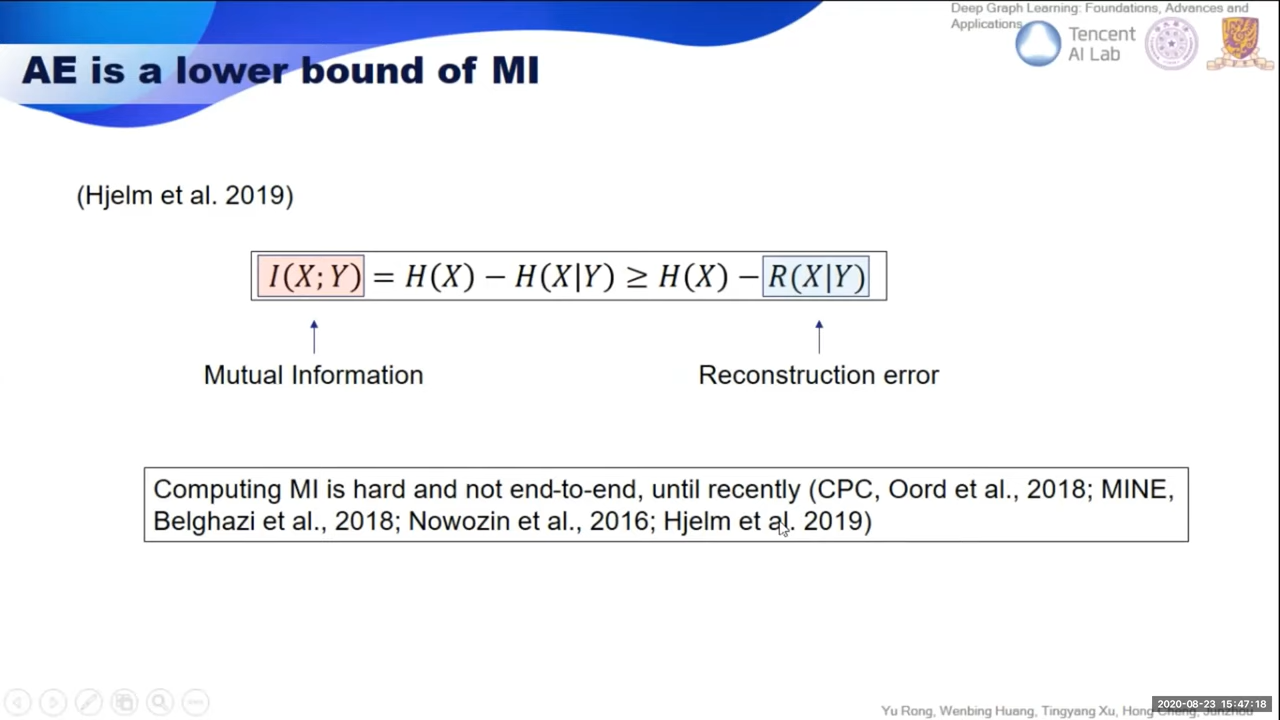 Deep Graph Learning: Foundations, Advances and
Applications
Tencent
AI Lab
AE is a lower bound of MI
(Hjelm et al. 2019)
I(X;Y) = H(X) − H(X|Y) ≥ H(X) − R(X|Y)
Mutual Information
Reconstruction error
Computing MI is hard and not end-to-end, until recently (CPC, Oord et al., 2018; MINE,
Belghazi et al., 2018; Nowozin et al., 2016; Hjelm et al. 2019)
2020-08-23 15:47:18
Yu Rong, Wenbing Huang, Tingyang Xu, Hong